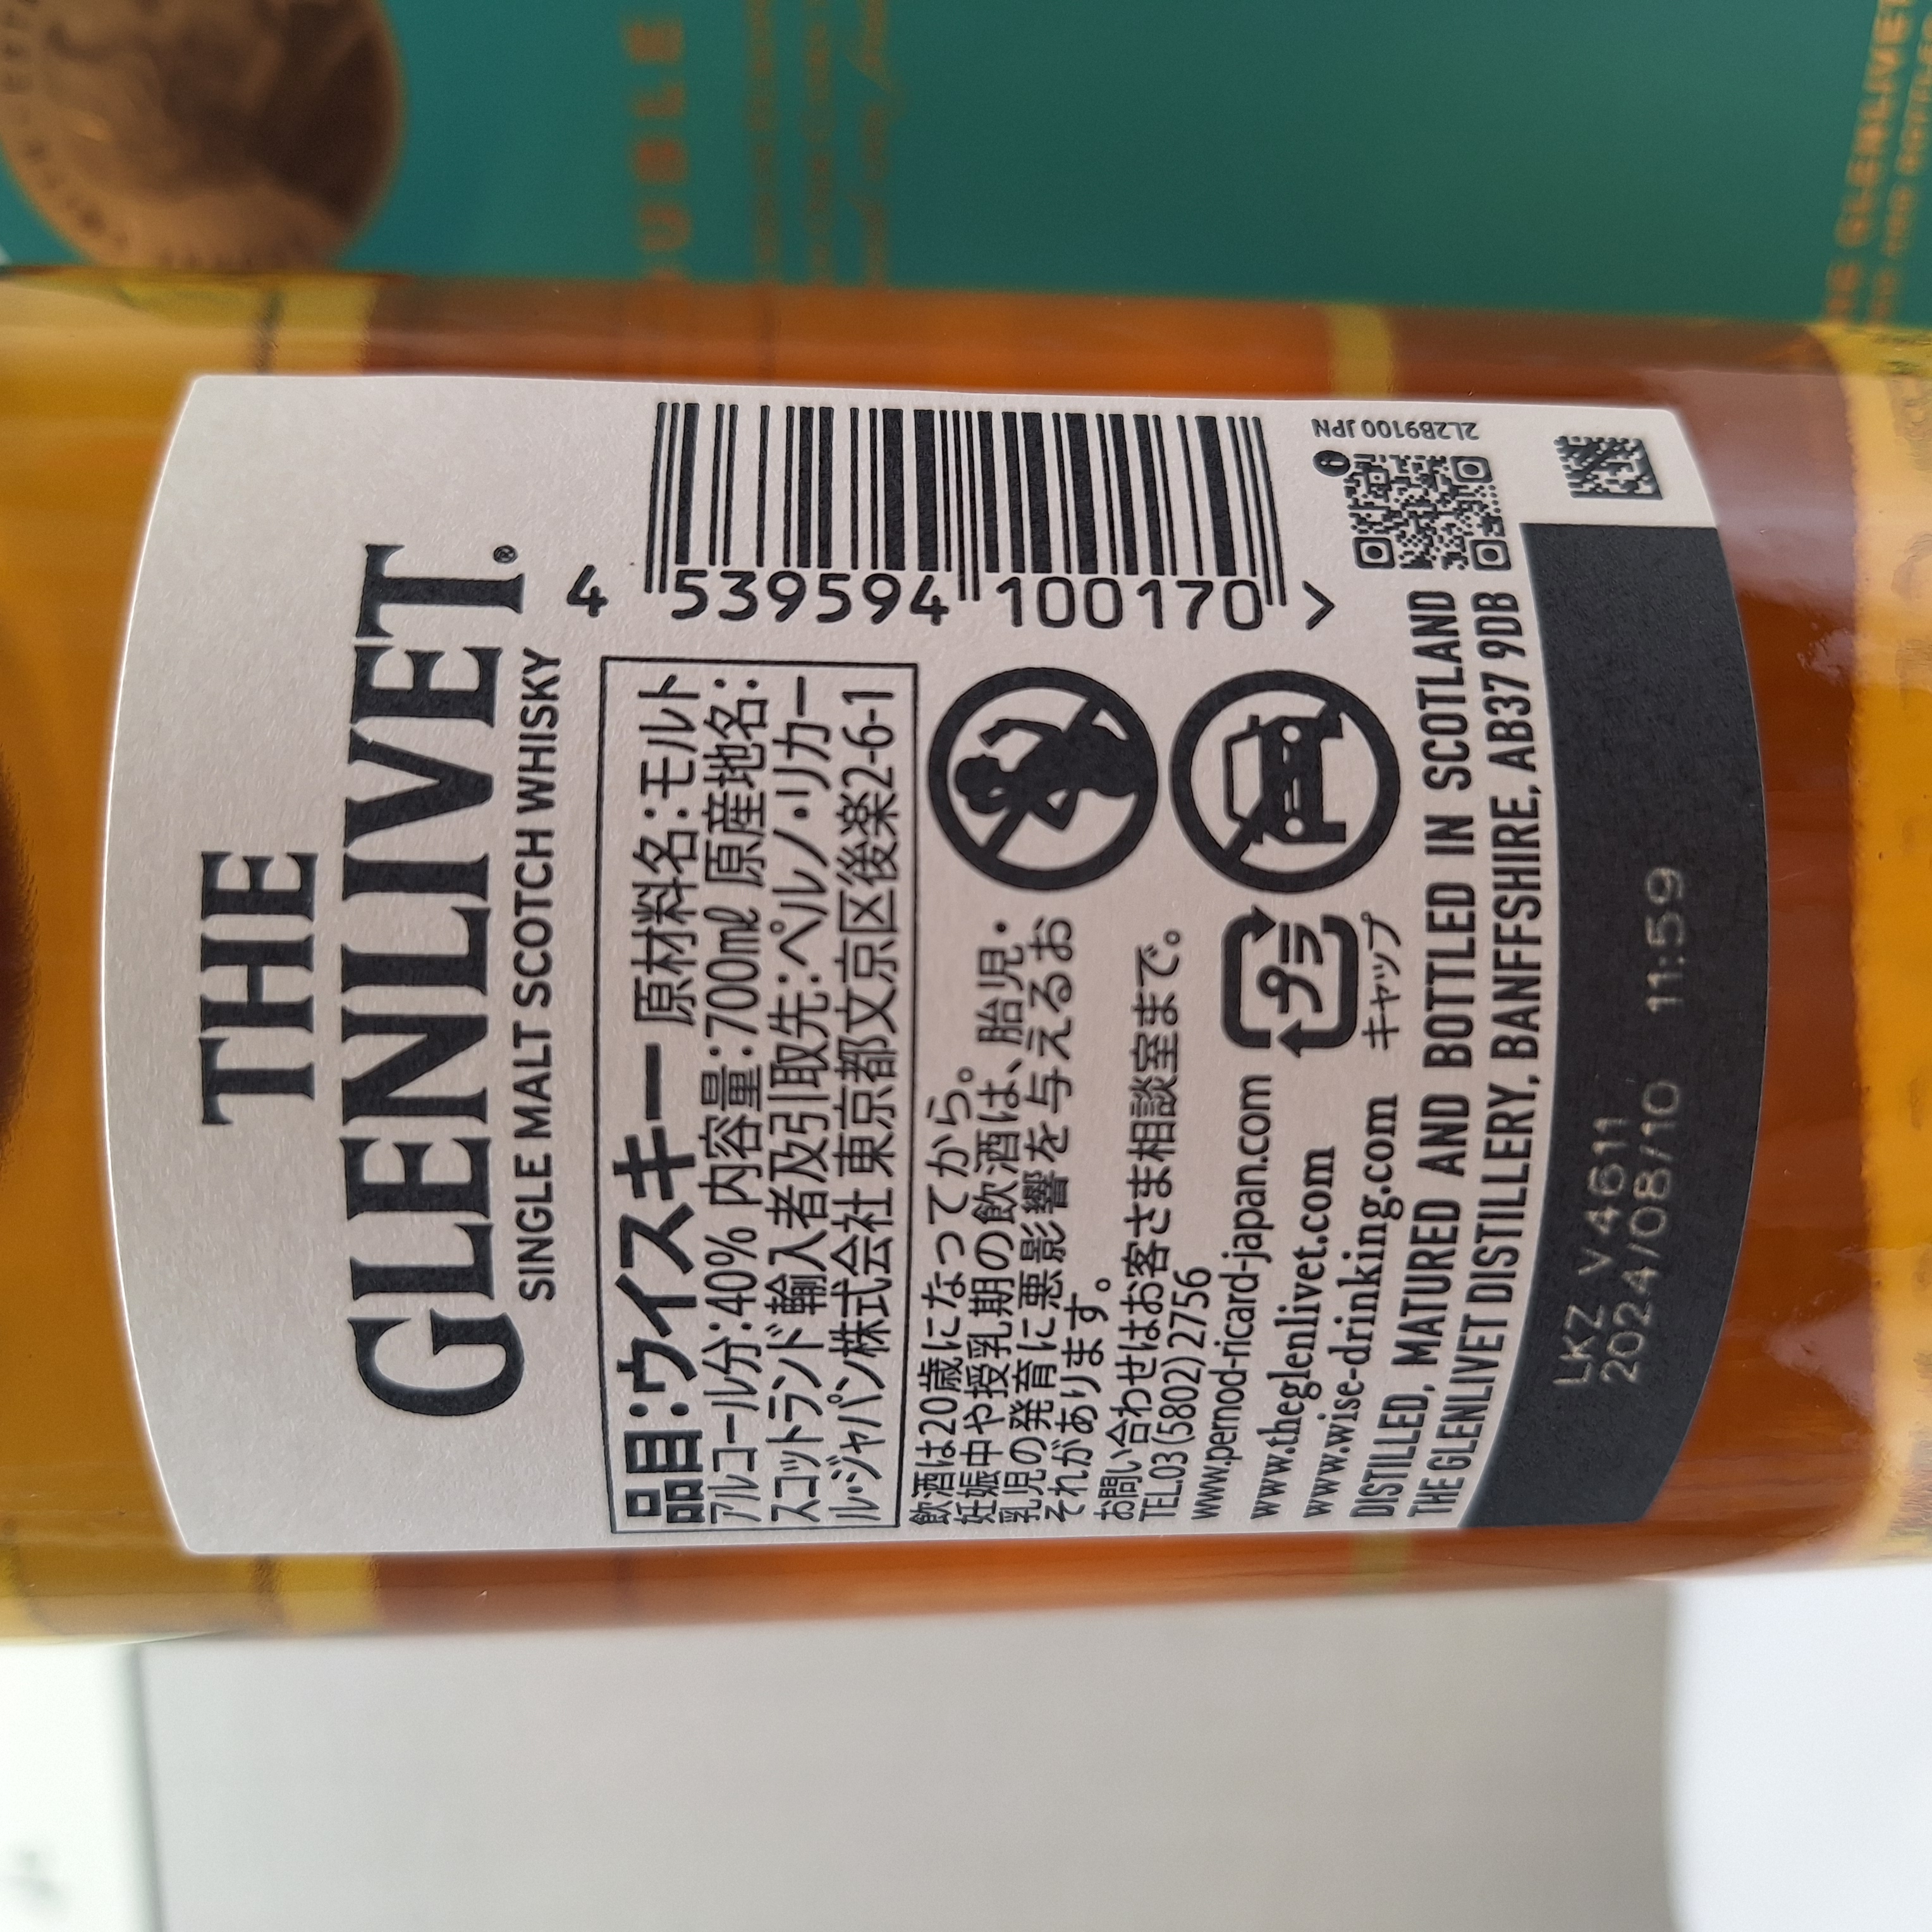 THE
GLENLIVET®
SINGLE MALT SCOTCH WHISKY
品目:ウイスキー 原材料名:モルト
アルコール分:40% 内容量:700㎖ 原産地名:
スコットランド 輸入者及引取先:ペルノ・リカー
ル・ジャパン株式会社 東京都文京区後楽2-6-1
4 539594 100170 >
飲酒は20歳になってから。
妊娠中や授乳期の飲酒は、胎児・
乳児の発育に悪影響を与えるお
それがあります。
お問い合わせはお客さま相談室まで。
TEL.03(5802)2756
www.pernod-ricard-japan.com
www.theglenlivet.com
www.wise-drinking.com
プラ
キャップ
2L2B9100 JPN
DISTILLED, MATURED AND BOTTLED IN SCOTLAND
THE GLENLIVET DISTILLERY, BANFFSHIRE, AB37 9DB
LKZ V4611
2024/08/10 11:59
UBLE
GLENLIVET